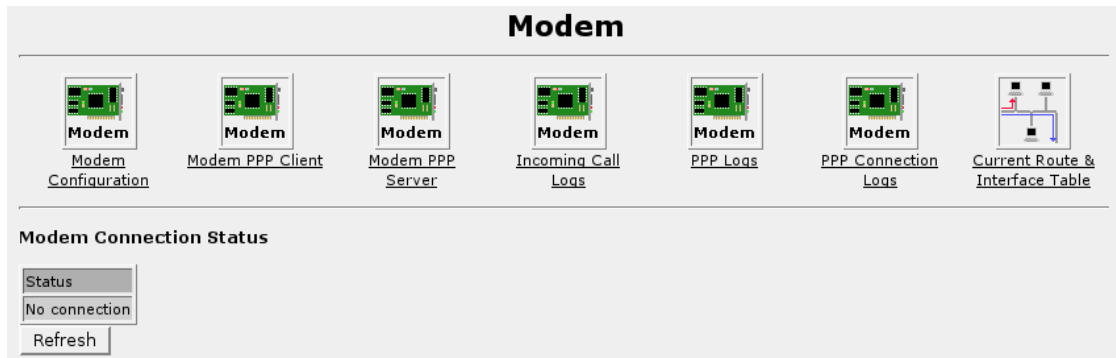 Modem
Modem Modem Modem Modem Modem Modem
Modem Configuration
Modem PPP Client
Modem PPP Server
Incoming Call Logs
PPP Logs
PPP Connection Logs
Current Route & Interface Table
Modem Connection Status
Status
No connection
Refresh